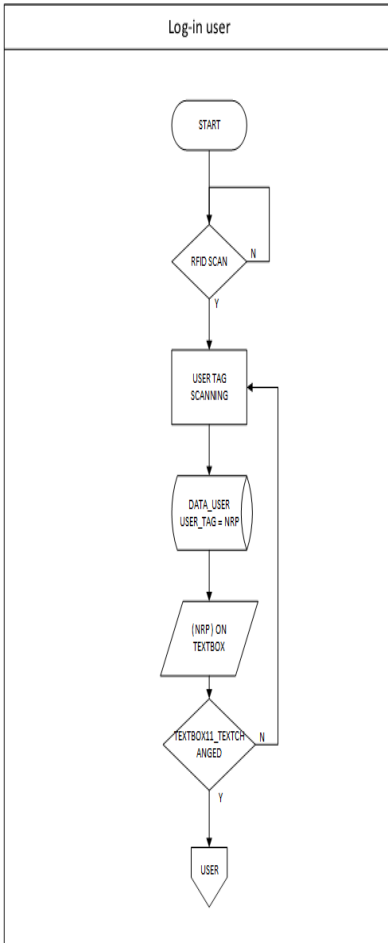 Log-in user
START
RFID SCAN
N
Y
USER TAG
SCANNING
DATA_USER
USER_TAG = NRP
(NRP) ON
TEXTBOX
TEXTBOX11_TEXTCH
ANGED
N
Y
USER